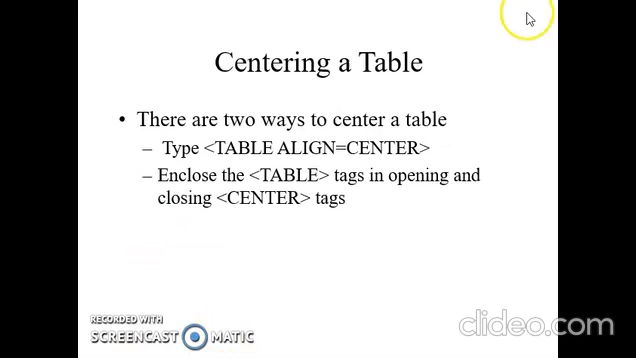 Centering a Table
• There are two ways to center a table
– Type <TABLE ALIGN=CENTER>
– Enclose the <TABLE> tags in opening and
closing <CENTER> tags
RECORDED WITH
SCREENCAST MATIC
clideo.com